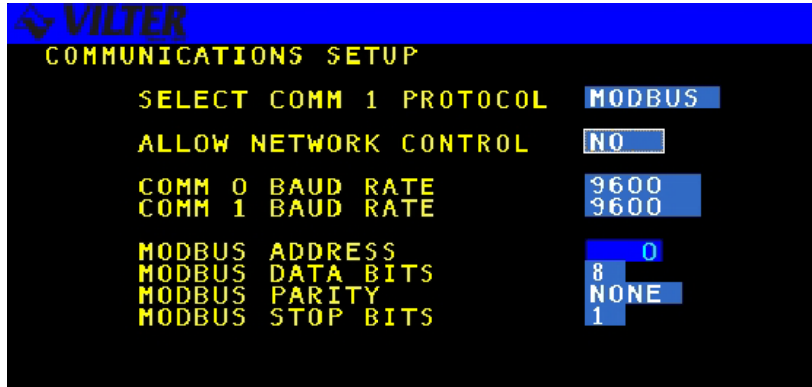 VILTER
COMMUNICATIONS SETUP
SELECT COMM 1 PROTOCOL MODBUS
ALLOW NETWORK CONTROL NO
COMM 0 BAUD RATE 9600
COMM 1 BAUD RATE 9600
MODBUS ADDRESS 0
MODBUS DATA BITS 8
MODBUS PARITY NONE
MODBUS STOP BITS 1